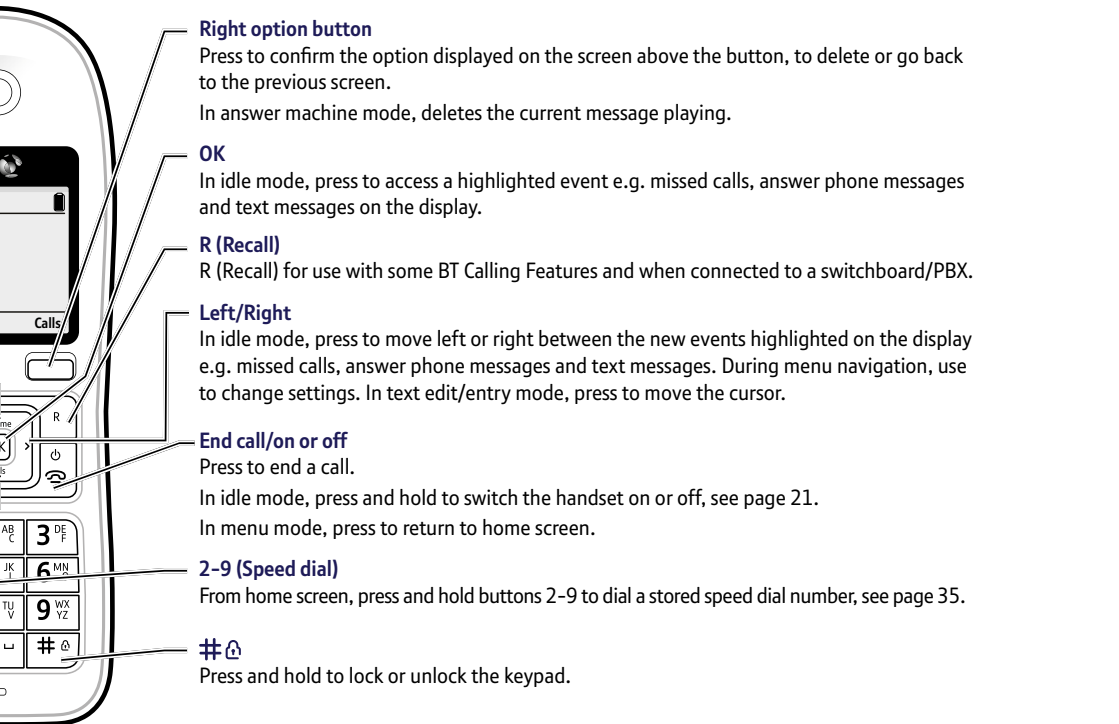 Right option button
Press to confirm the option displayed on the screen above the button, to delete or go back
to the previous screen.
In answer machine mode, deletes the current message playing.
OK
In idle mode, press to access a highlighted event e.g. missed calls, answer phone messages
and text messages on the display.
R (Recall)
R (Recall) for use with some BT Calling Features and when connected to a switchboard/PBX.
Left/Right
In idle mode, press to move left or right between the new events highlighted on the display
e.g. missed calls, answer phone messages and text messages. During menu navigation, use
to change settings. In text edit/entry mode, press to move the cursor.
End call/on or off
Press to end a call.
In idle mode, press and hold to switch the handset on or off, see page 21.
In menu mode, press to return to home screen.
2-9 (Speed dial)
From home screen, press and hold buttons 2-9 to dial a stored speed dial number, see page 35.
#
Press and hold to lock or unlock the keypad.
Calls
R
AB
C
3 DE
F
JK
6 MN
TU
V
9 WX
YZ
#